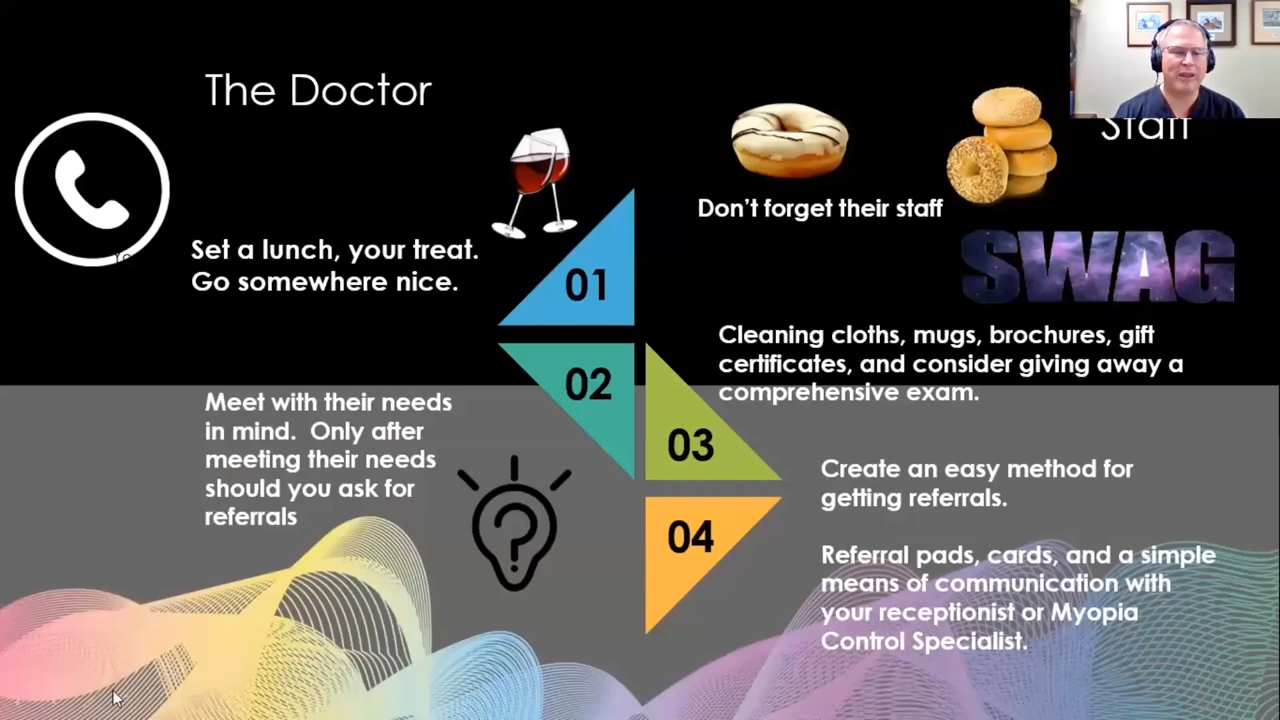 The Doctor
Staff
Set a lunch, your treat.
Go somewhere nice.
01
Don't forget their staff
SWAG
02
Meet with their needs
in mind.  Only after
meeting their needs
should you ask for
referrals
Cleaning cloths, mugs, brochures, gift
certificates, and consider giving away a
comprehensive exam.
03
Create an easy method for
getting referrals.
04
Referral pads, cards, and a simple
means of communication with
your receptionist or Myopia
Control Specialist.